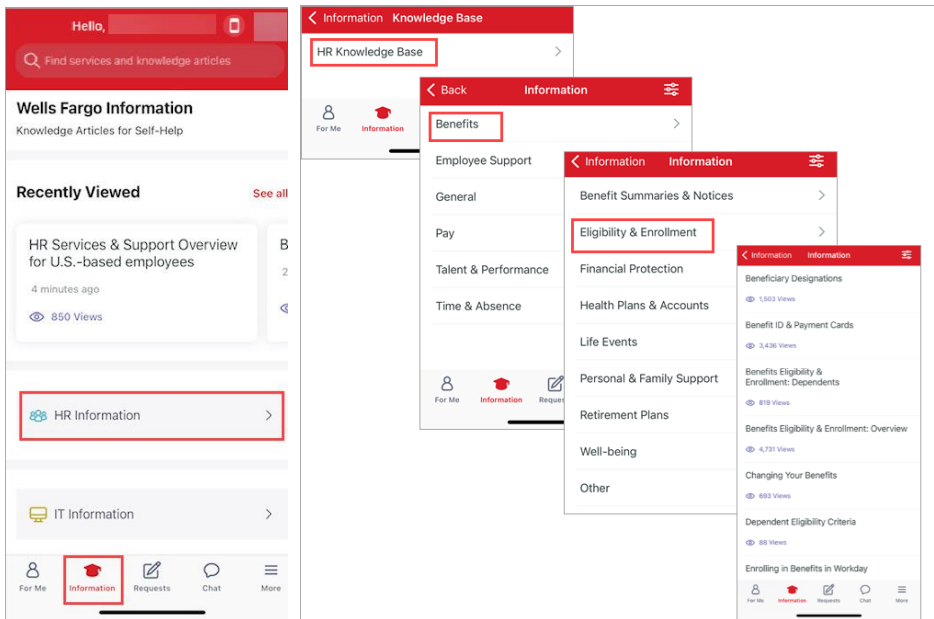 Hello,
Find services and knowledge articles
Wells Fargo Information
Knowledge Articles for Self-Help
Recently Viewed
See all
HR Services & Support Overview
for U.S.-based employees
4 minutes ago
850 Views
B
2
HR Information
IT Information
For Me
Information
Requests
Chat
More
Information Knowledge Base
HR Knowledge Base
For Me
Information
Back
Information
Benefits
Employee Support
General
Pay
Talent & Performance
Time & Absence
For Me
Information
Reques
Information
Information
Benefit Summaries & Notices
Eligibility & Enrollment
Financial Protection
Health Plans & Accounts
Life Events
Personal & Family Support
Retirement Plans
Well-being
Other
Information
Information
Beneficiary Designations
1,503 Views
Benefit ID & Payment Cards
3,436 Views
Benefits Eligibility &
Enrollment: Dependents
819 Views
Benefits Eligibility & Enrollment: Overview
4,731 Views
Changing Your Benefits
693 Views
Dependent Eligibility Criteria
88 Views
Enrolling in Benefits in Workday
For Me
Information
Requests
Chat
More